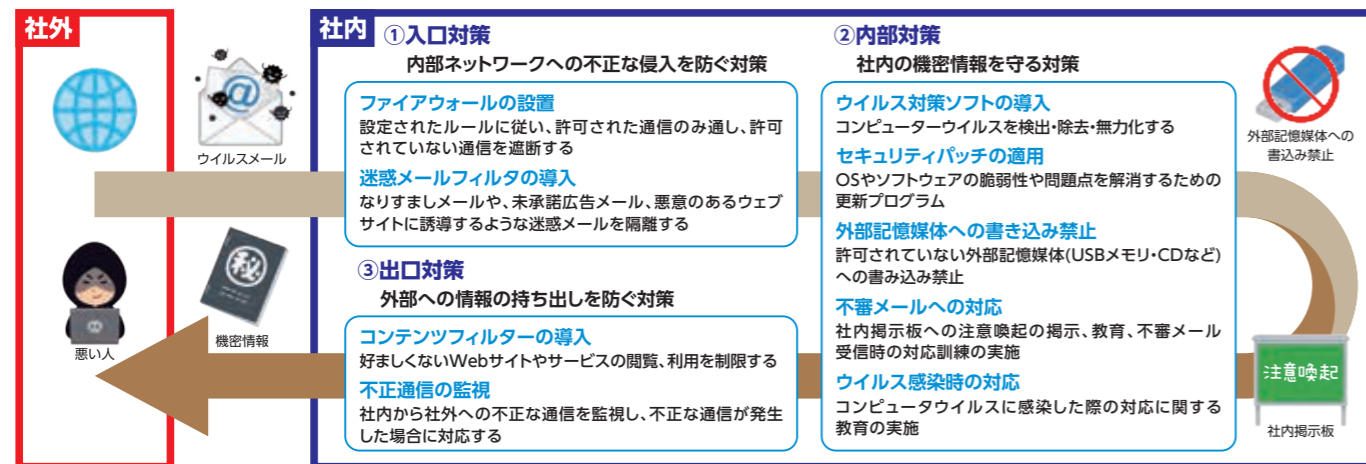 社外
ウイルスメール
悪い人
機密情報
㊙
社内
①入口対策
内部ネットワークへの不正な侵入を防ぐ対策
ファイアウォールの設置
設定されたルールに従い、許可された通信のみ通し、許可
されていない通信を遮断する
迷惑メールフィルタの導入
なりすましメールや、未承諾広告メール、悪意のあるウェブ
サイトに誘導するような迷惑メールを隔離する
③出口対策
外部への情報の持ち出しを防ぐ対策
コンテンツフィルターの導入
好ましくないWebサイトやサービスの閲覧、利用を制限する
不正通信の監視
社内から社外への不正な通信を監視し、不正な通信が発生
した場合に対応する
②内部対策
社内の機密情報を守る対策
ウイルス対策ソフトの導入
コンピューターウイルスを検出・除去・無力化する
セキュリティパッチの適用
OSやソフトウェアの脆弱性や問題点を解消するための
更新プログラム
外部記憶媒体への書き込み禁止
許可されていない外部記憶媒体(USBメモリ・CDなど)
への書み込み禁止
不審メールへの対応
社内掲示板への注意喚起の掲示、教育、不審メール
受信時の対応訓練の実施
ウイルス感染時の対応
コンピュータウイルスに感染した際の対応に関する
教育の実施
外部記憶媒体への
書込み禁止
注意喚起
社内掲示板